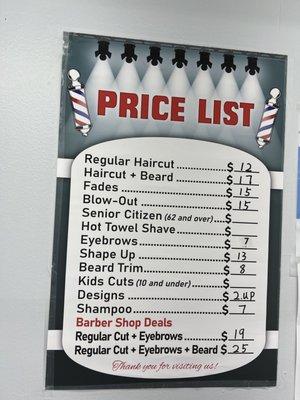 PRICE LIST
Regular Haircut..................$ 12
Haircut + Beard..................$ 17
Fades..................$ 15
Blow-Out..................$ 15
Senior Citizen (62 and over)....$
Hot Towel Shave..................$
Eyebrows..................$ 7
Shape Up..................$ 13
Beard Trim..................$ 8
Kids Cuts (10 and under).........$
Designs..................$ 2.UP
Shampoo..................$ 7
Barber Shop Deals
Regular Cut + Eyebrows...........$ 19
Regular Cut + Eyebrows + Beard $ 25
Thank you for visiting us!